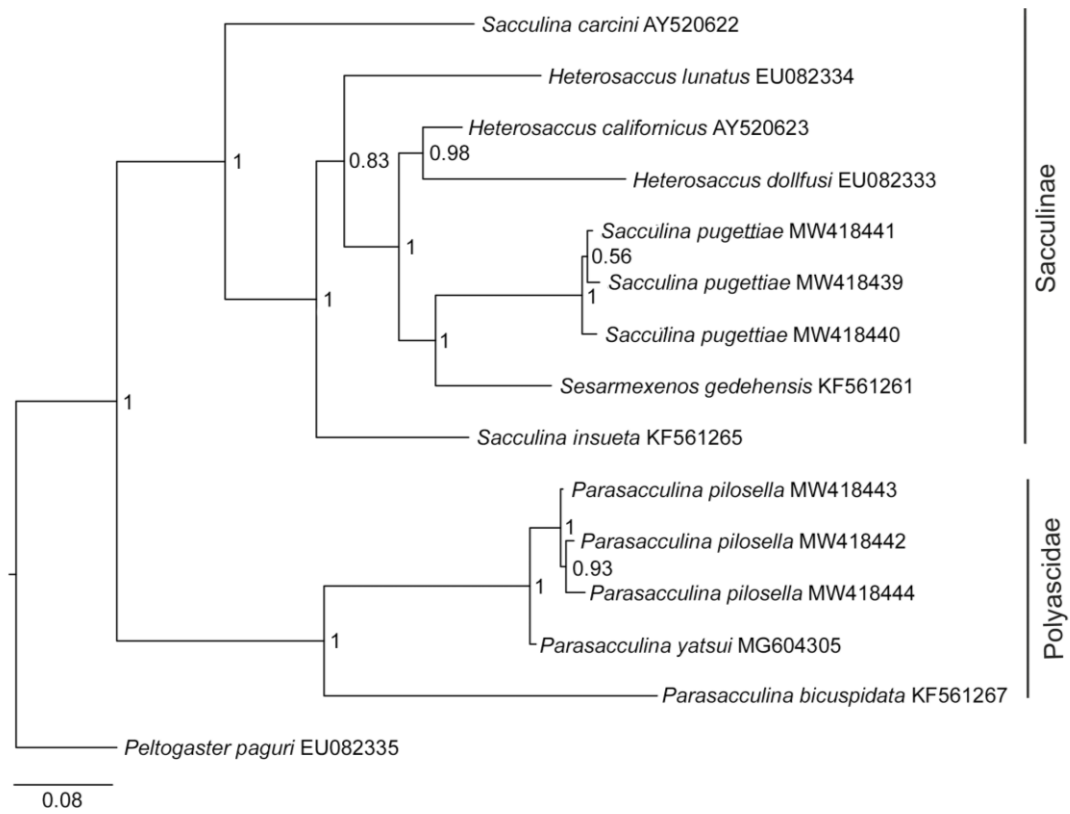 Sacculina carcini AY520622
Heterosaccus lunatus EU082334
Heterosaccus californicus AY520623
0.83
0.98
1
Heterosaccus dollfusi EU082333
Sacculina pugettiae MW418441
1
0.56
Sacculina pugettiae MW418439
1
1
Sacculina pugettiae MW418440
1
Sesarmexenos gedehensis KF561261
1
Sacculina insueta KF561265
Sacculinae
Parasacculina pilosella MW418443
1
Parasacculina pilosella MW418442
0.93
1
Parasacculina pilosella MW418444
1
Parasacculina yatsui MG604305
Parasacculina bicuspidata KF561267
Polyascidae
Peltogaster paguri EU082335
0.08